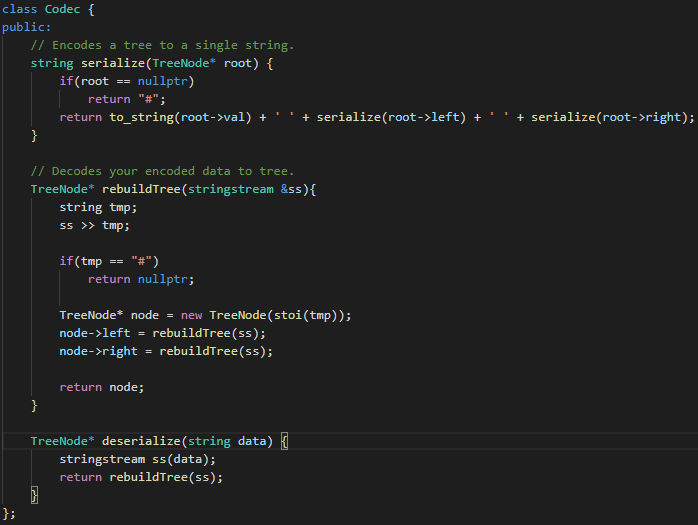 class Codec {
public:
    // Encodes a tree to a single string.
    string serialize(TreeNode* root) {
        if(root == nullptr)
            return "#";
        return to_string(root->val) + ' ' + serialize(root->left) + ' ' + serialize(root->right);
    }

    // Decodes your encoded data to tree.
    TreeNode* rebuildTree(stringstream &ss){
        string tmp;
        ss >> tmp;

        if(tmp == "#")
            return nullptr;

        TreeNode* node = new TreeNode(stoi(tmp));
        node->left = rebuildTree(ss);
        node->right = rebuildTree(ss);

        return node;
    }

    TreeNode* deserialize(string data) {
        stringstream ss(data);
        return rebuildTree(ss);
    }
};